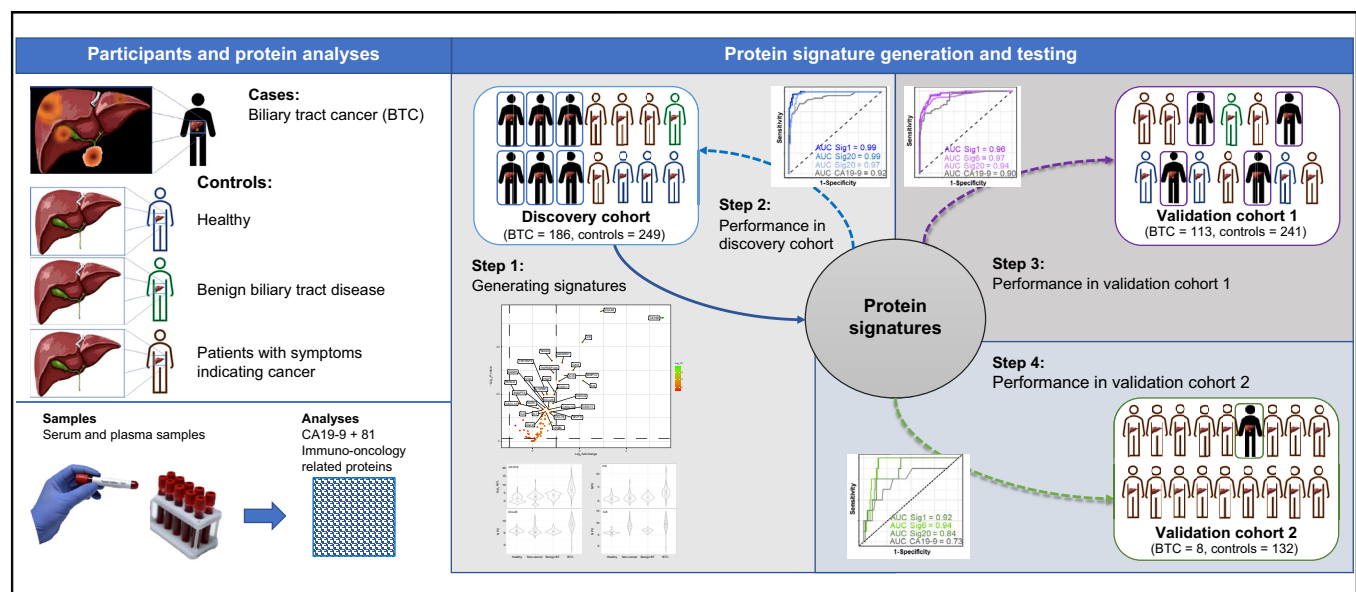 Participants and protein analyses
Cases:
Biliary tract cancer (BTC)
Controls:
Healthy
Benign biliary tract disease
Patients with symptoms
indicating cancer
Samples
Serum and plasma samples
Analyses
CA19-9 + 81
Immuno-oncology
related proteins
Protein signature generation and testing
Discovery cohort
(BTC = 186, controls = 249)
Step 1:
Generating signatures
Healthy
Benign BT
BTC
Sensitivity
AUC Sig1 = 0.99
AUC Sig20 = 0.99
AUC Sig20 = 0.97
AUC CA19-9 = 0.92
1-Specificity
Step 2:
Performance in
discovery cohort
Sensitivity
AUC Sig1 = 0.96
AUC Sig6 = 0.97
AUC Sig20 = 0.94
AUC CA19-9 = 0.90
1-Specificity
Validation cohort 1
(BTC = 113, controls = 241)
Step 3:
Performance in validation cohort 1
Protein
signatures
Step 4:
Performance in validation cohort 2
Sensitivity
AUC Sig1 = 0.92
AUC Sig6 = 0.94
AUC Sig20 = 0.84
AUC CA19-9 = 0.73
1-Specificity
Validation cohort 2
(BTC = 8, controls = 132)